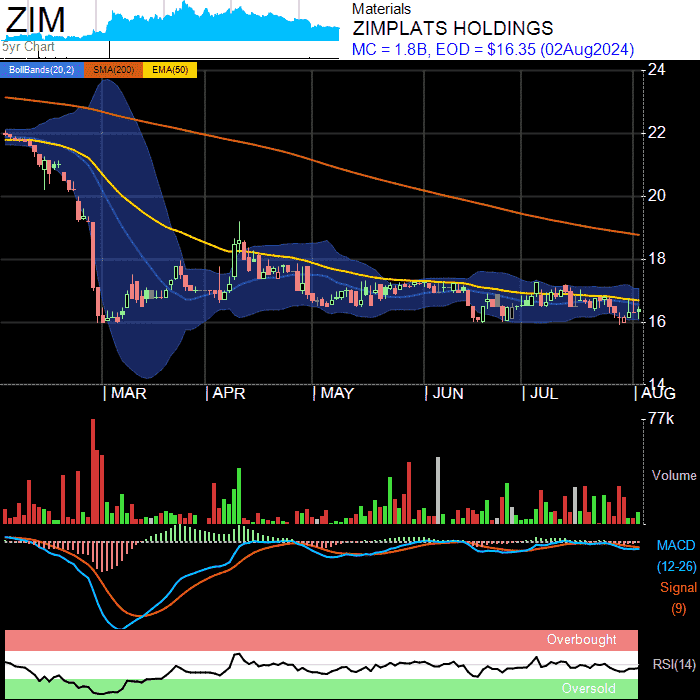 ZIM
5yr Chart
Materials
ZIMPLATS HOLDINGS
MC = 1.8B, EOD = $16.35 (02Aug2024)
BollBands(20,2) SMA(200) EMA(50)
24
22
20
18
16
14
MAR APR MAY JUN JUL AUG
77k
Volume
MACD
(12-26)
Signal
(9)
Overbought
RSI(14)
Oversold